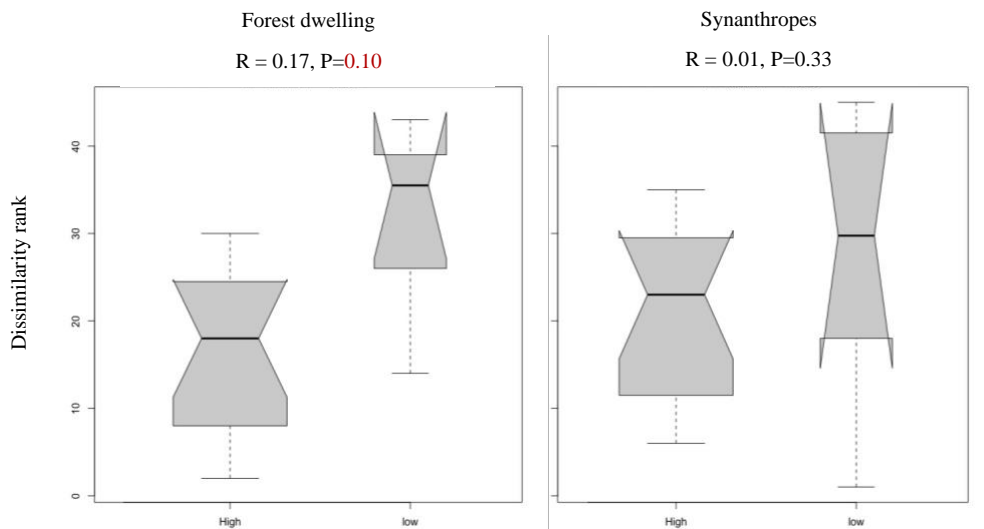 Forest dwelling
R = 0.17, P=0.10
Synanthropes
R = 0.01, P=0.33
Dissimilarity rank
40
30
20
10
0
High
low
High
low